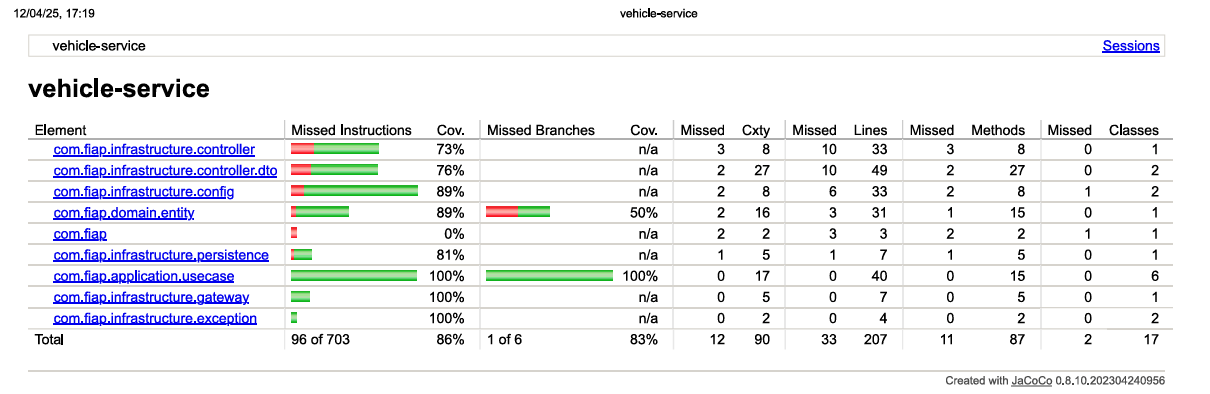 12/04/25, 17:19 vehicle-service
vehicle-service Sessions
vehicle-service
Element Missed Instructions Cov. Missed Branches Cov. Missed Cxty Missed Lines Missed Methods Missed Classes
com.fiap.infrastructure.controller 73% n/a 3 8 10 33 3 8 0 1
com.fiap.infrastructure.controller.dto 76% n/a 2 27 10 49 2 27 0 2
com.fiap.infrastructure.config 89% n/a 2 8 6 33 2 8 1 2
com.fiap.domain.entity 89% 50% 2 16 3 31 1 15 0 1
com.fiap 0% n/a 2 2 3 3 2 2 1 1
com.fiap.infrastructure.persistence 81% n/a 1 5 1 7 1 5 0 1
com.fiap.application.usecase 100% 100% 0 17 0 40 0 15 0 6
com.fiap.infrastructure.gateway 100% n/a 0 5 0 7 0 5 0 1
com.fiap.infrastructure.exception 100% n/a 0 2 0 4 0 2 0 2
Total 96 of 703 86% 1 of 6 83% 12 90 33 207 11 87 2 17
Created with JaCoCo 0.8.10.202304240956